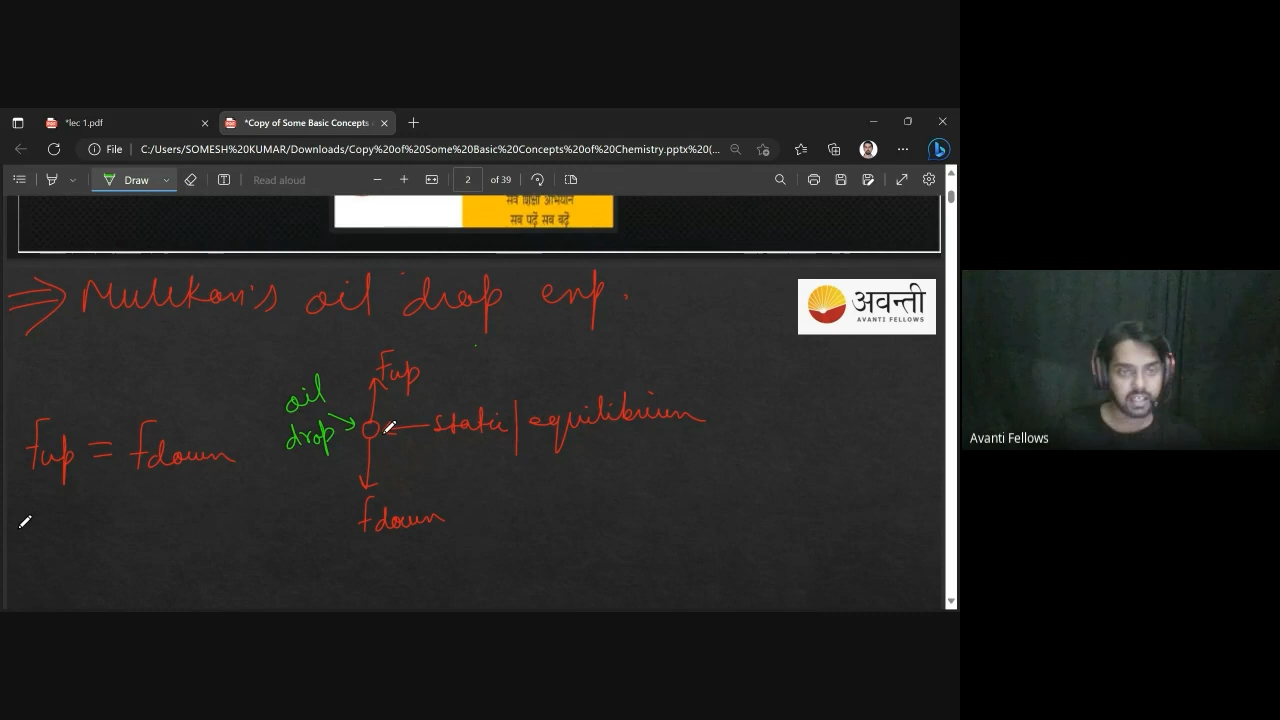 *lec 1.pdf
*Copy of Some Basic Concepts
File
C:/Users/SOMESH%20KUMAR/Downloads/Copy%20of%20Some%20Basic%20Concepts%20of%20Chemistry.pptx%20(...
Draw
Read aloud
2 of 39
सर्व शिक्षा अभियान
सब पढ़ें सब बढ़ें
⇒ Mulikan's oil drop exp.
अवन्ती
AVANTI FELLOWS
Fup
oil
drop
static | equilibrium
Fup = Fdown
Fdown
Avanti Fellows